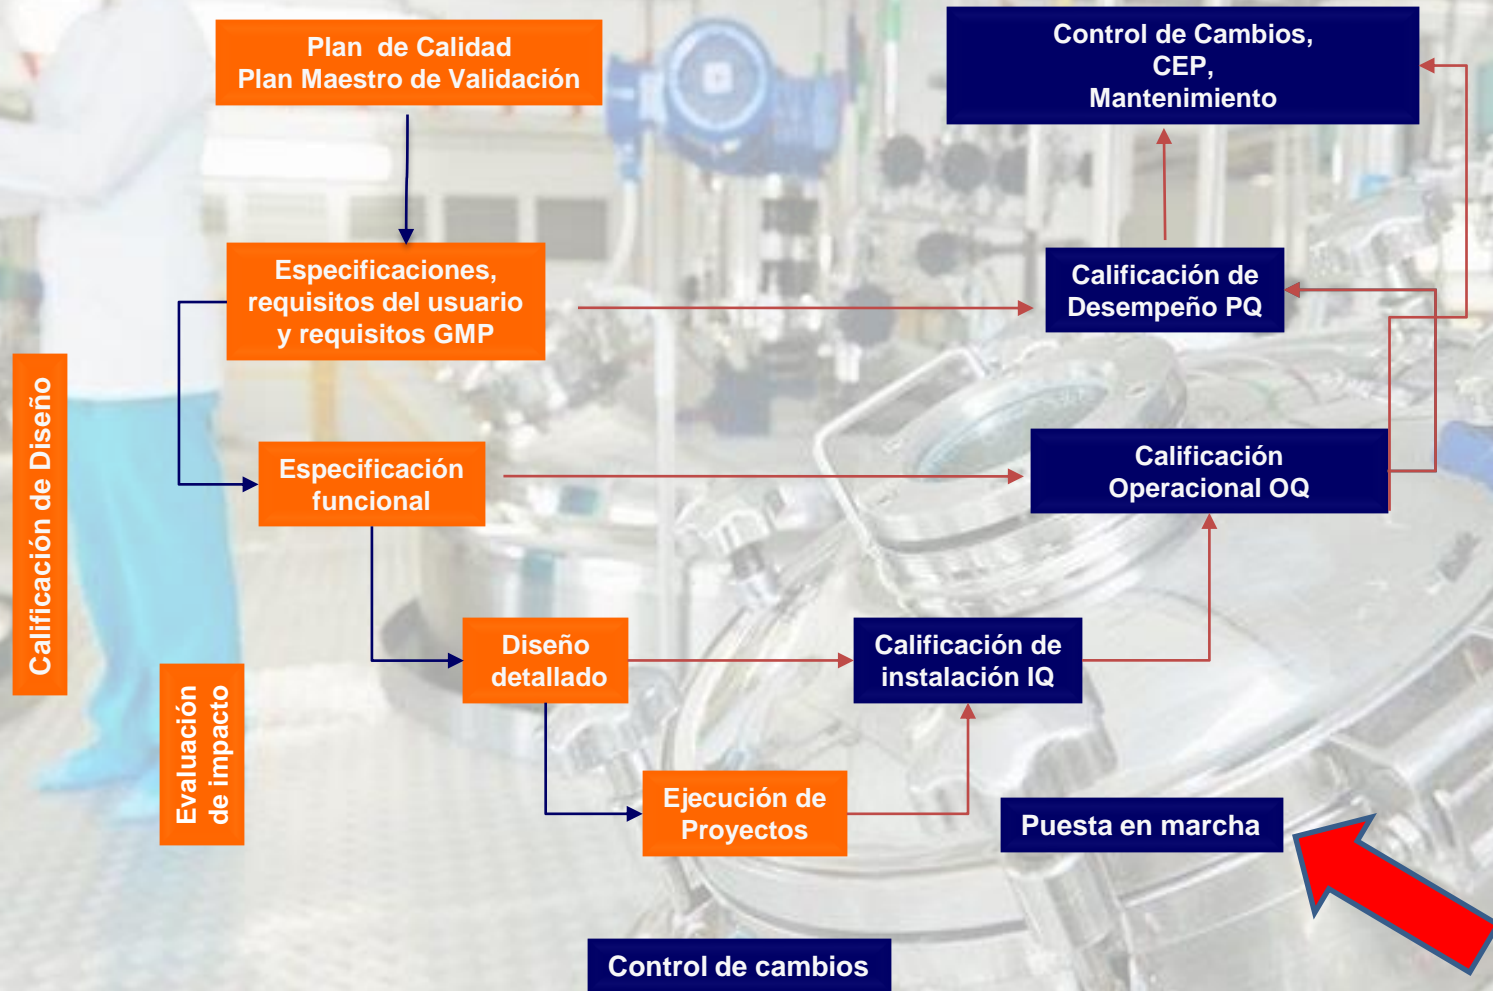 Plan de Calidad
Plan Maestro de Validación
Control de Cambios,
CEP,
Mantenimiento
Especificaciones,
requisitos del usuario
y requisitos GMP
Calificación de
Desempeño PQ
Calificación de Diseño
Especificación
funcional
Calificación
Operacional OQ
Diseño
detallado
Calificación de
instalación IQ
Evaluación
de impacto
Ejecución de
Proyectos
Puesta en marcha
Control de cambios